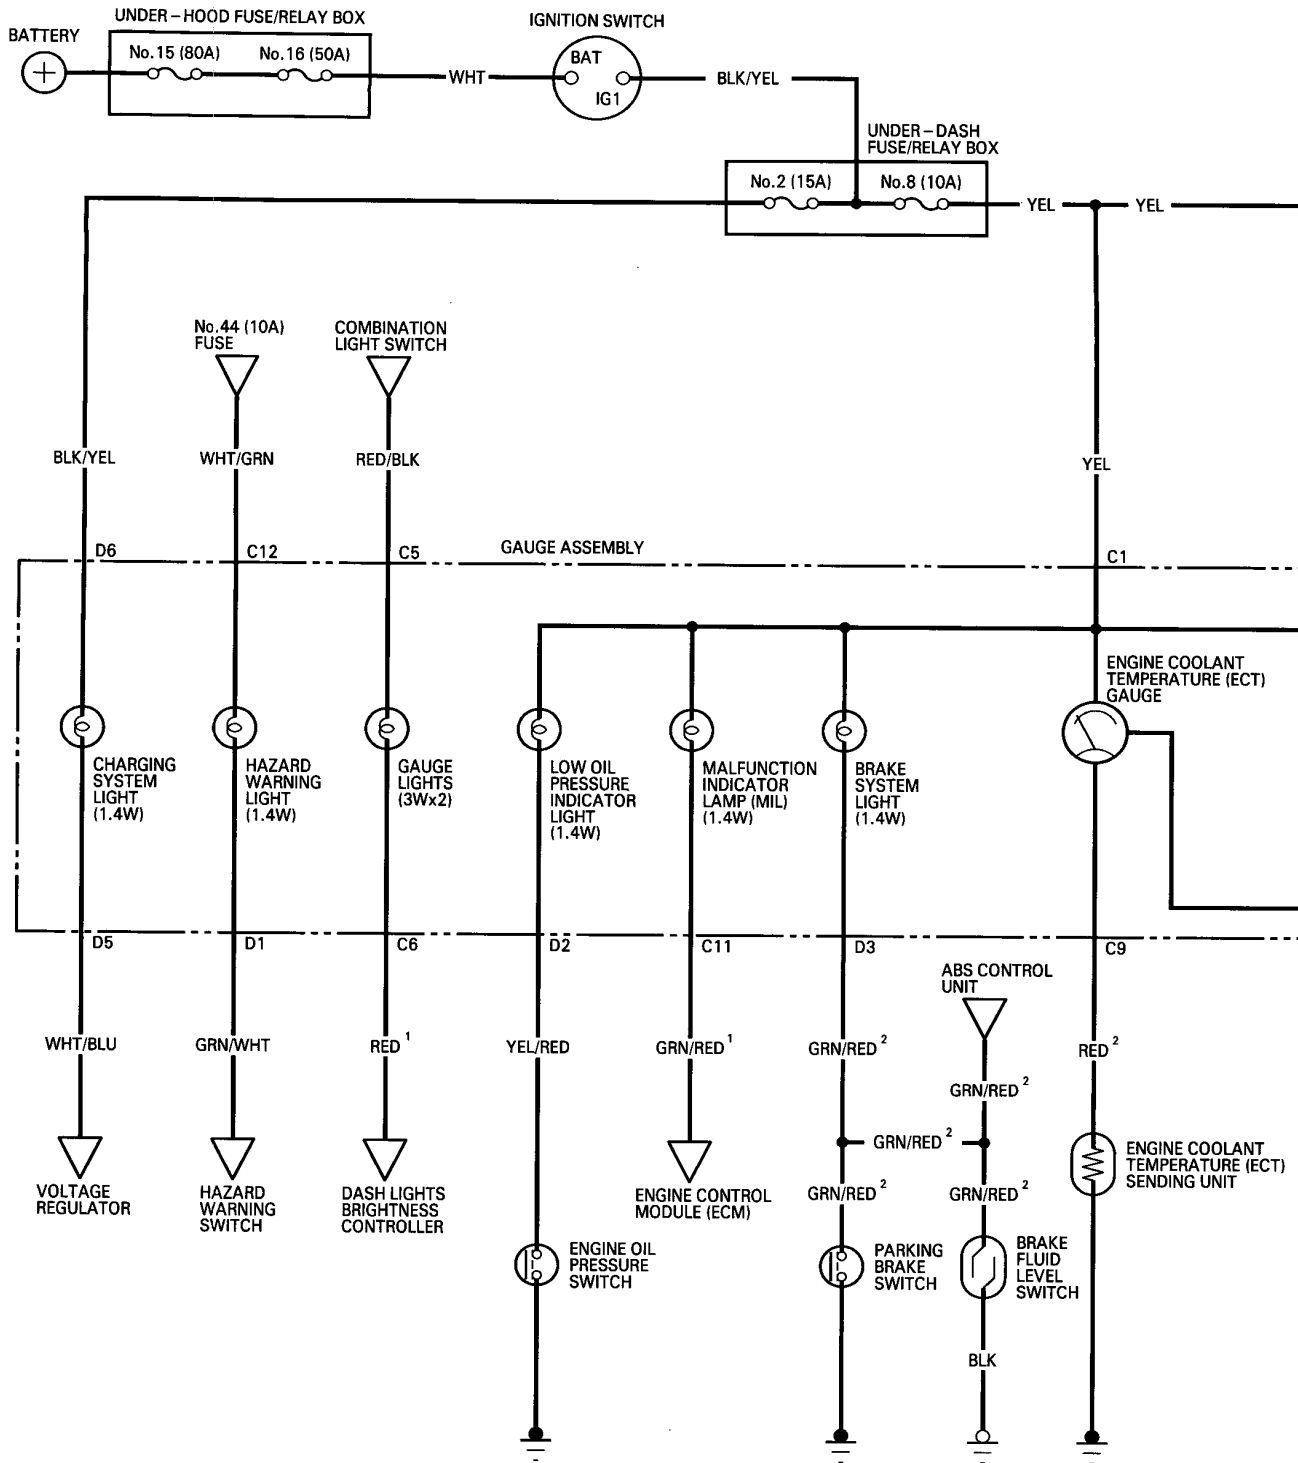 UNDER–HOOD FUSE/RELAY BOX
BATTERY
No.15 (80A)
No.16 (50A)
WHT
IGNITION SWITCH
BAT
IG1
BLK/YEL
UNDER–DASH
FUSE/RELAY BOX
No.2 (15A)
No.8 (10A)
YEL
YEL
No.44 (10A)
FUSE
COMBINATION
LIGHT SWITCH
BLK/YEL
WHT/GRN
RED/BLK
YEL
D6
C12
C5
GAUGE ASSEMBLY
C1
ENGINE COOLANT
TEMPERATURE (ECT)
GAUGE
CHARGING
SYSTEM
LIGHT
(1.4W)
HAZARD
WARNING
LIGHT
(1.4W)
GAUGE
LIGHTS
(3Wx2)
LOW OIL
PRESSURE
INDICATOR
LIGHT
(1.4W)
MALFUNCTION
INDICATOR
LAMP (MIL)
(1.4W)
BRAKE
SYSTEM
LIGHT
(1.4W)
D5
D1
C6
D2
C11
D3
C9
ABS CONTROL
UNIT
WHT/BLU
GRN/WHT
RED 1
YEL/RED
GRN/RED 1
GRN/RED 2
RED 2
GRN/RED 2
GRN/RED 2
GRN/RED 2
GRN/RED 2
VOLTAGE
REGULATOR
HAZARD
WARNING
SWITCH
DASH LIGHTS
BRIGHTNESS
CONTROLLER
ENGINE CONTROL
MODULE (ECM)
ENGINE COOLANT
TEMPERATURE (ECT)
SENDING UNIT
ENGINE OIL
PRESSURE
SWITCH
PARKING
BRAKE
SWITCH
BRAKE
FLUID
LEVEL
SWITCH
BLK